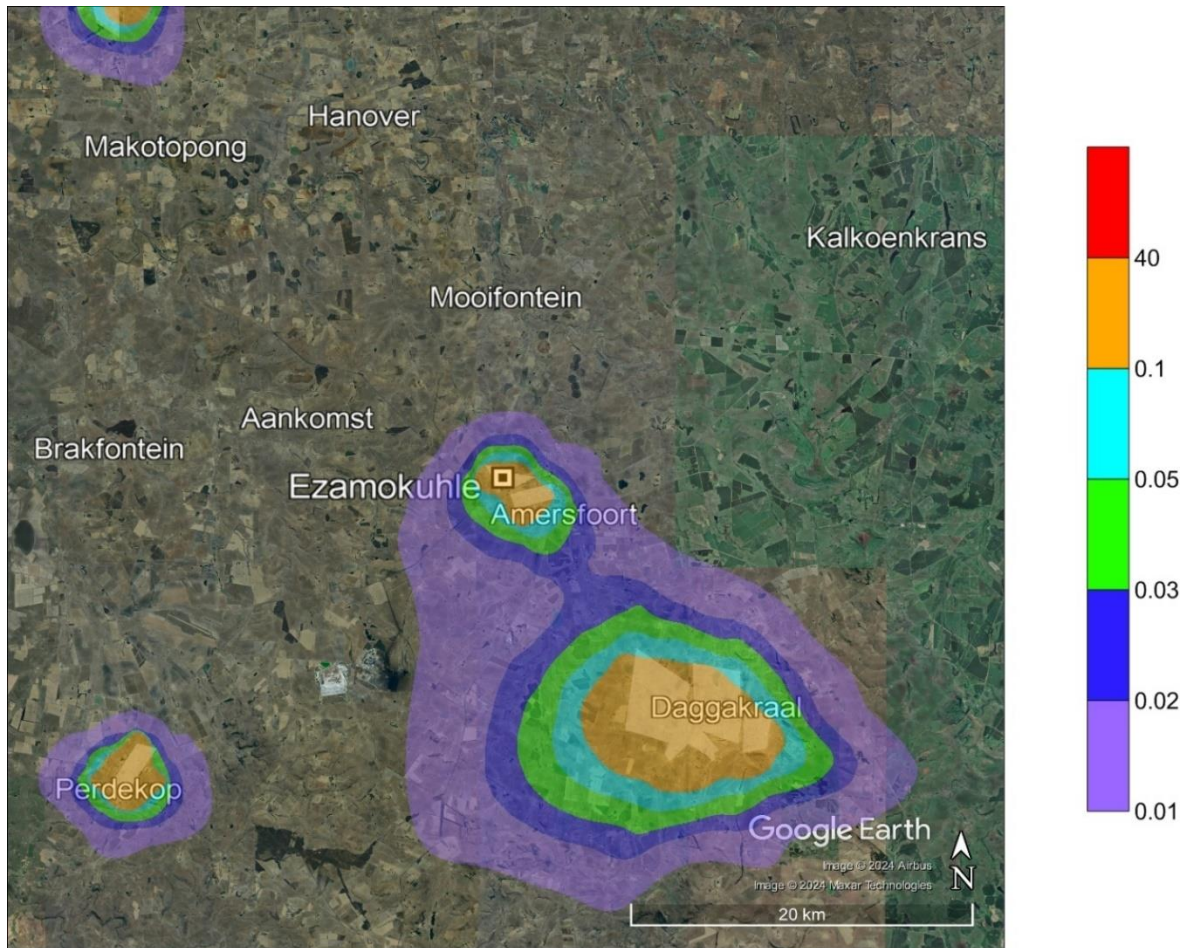 Hanover
Makotopong
Kalkoenkrans
Mooifontein
Aankomst
Brakfontein
Ezamokuhle
Amersfoort
Daggakraal
Perdekop
Google Earth
Image © 2024 Airbus
Image © 2024 Maxar Technologies
N
20 km
40
0.1
0.05
0.03
0.02
0.01